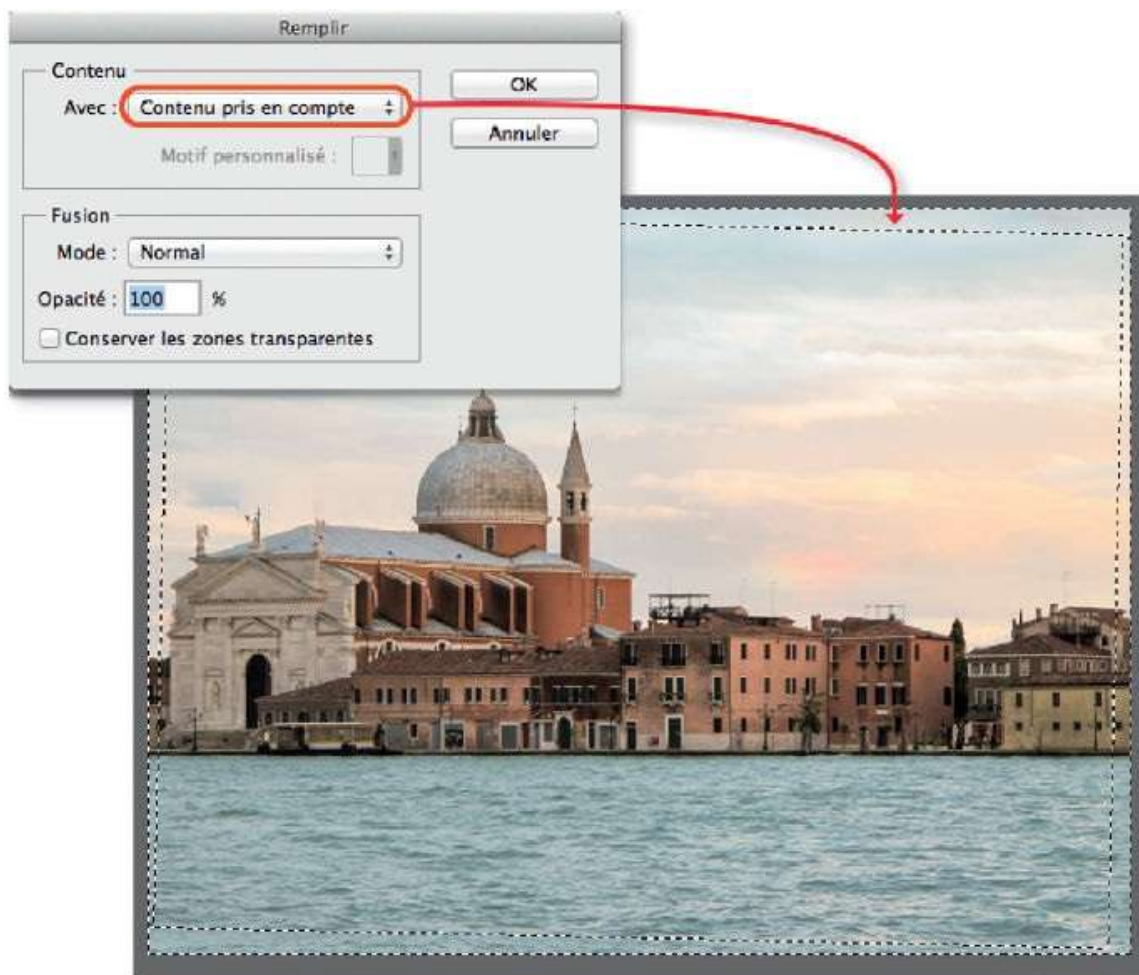 Remplir
Contenu
Avec : Contenu pris en compte
Motif personnalisé :
OK
Annuler
Fusion
Mode : Normal
Opacité : 100 %
Conserver les zones transparentes